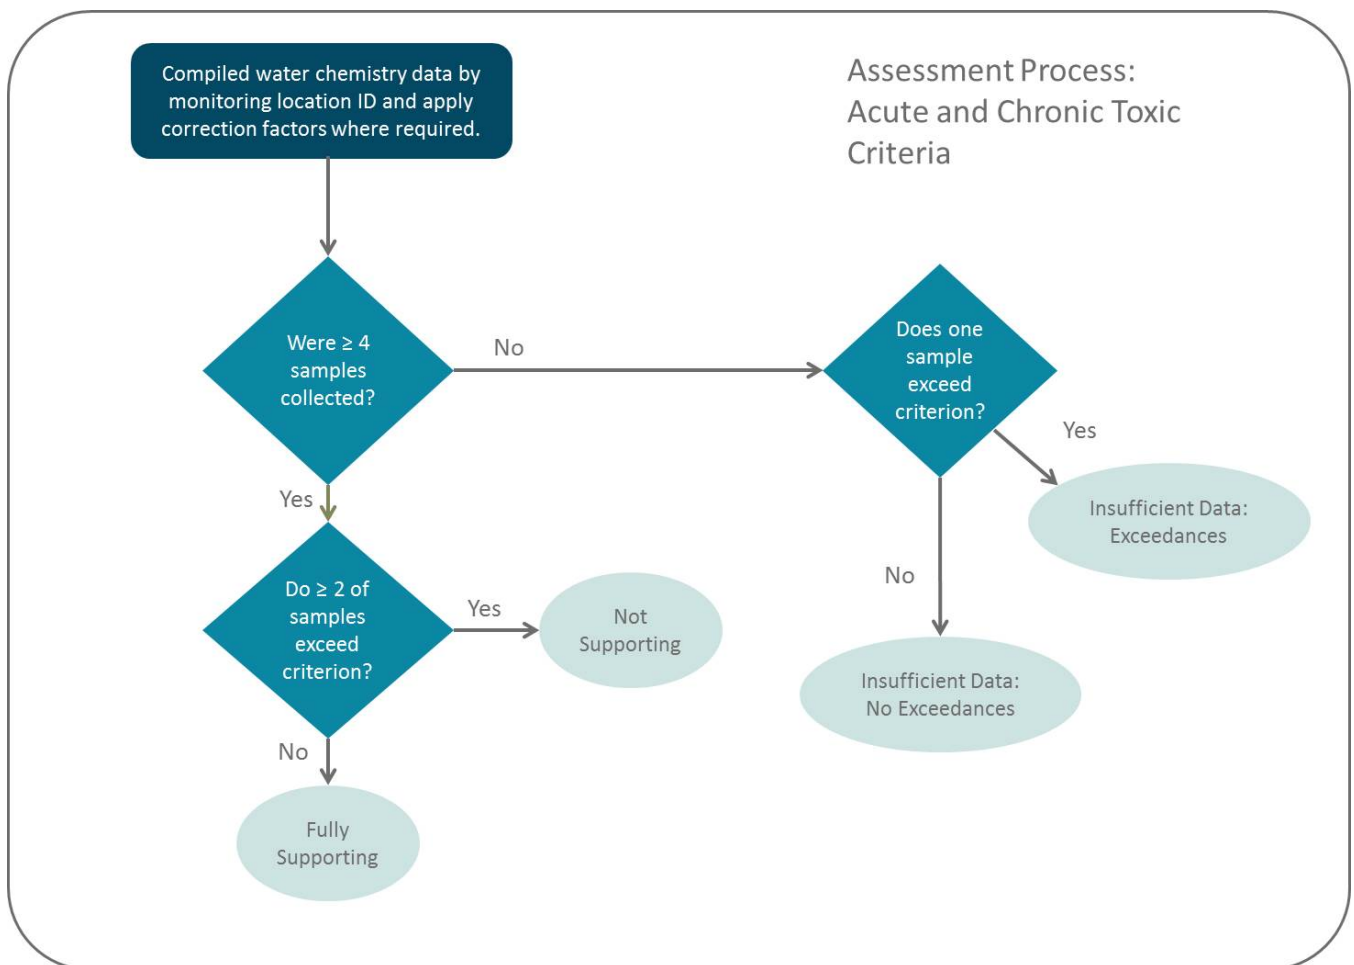 Compiled water chemistry data by
monitoring location ID and apply
correction factors where required.
Assessment Process:
Acute and Chronic Toxic
Criteria
Were ≥ 4
samples
collected?
No
Does one
sample
exceed
criterion?
Yes
Insufficient Data:
Exceedances
No
Insufficient Data:
No Exceedances
Yes
Do ≥ 2 of
samples
exceed
criterion?
Yes
Not
Supporting
No
Fully
Supporting